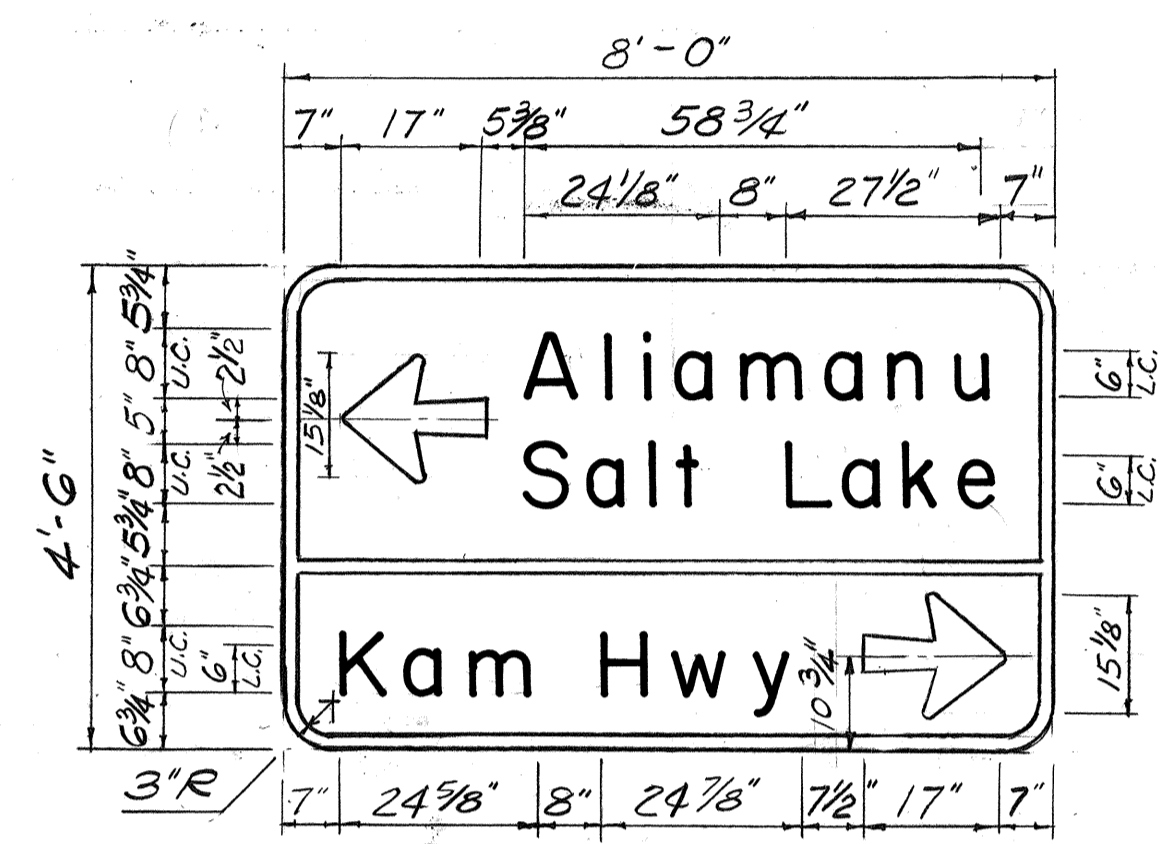 8'-0"
7" 17" 5 3/8" 58 3/4"
24 1/8" 8" 27 1/2" 7"
4'-6"
5 3/4" 8" 5" 8" 5 3/4" 6 3/4" 8" 6 3/4"
U.C. 2 1/2"
U.C. 2 1/2"
U.C. 6" L.C.
15 1/8"
Aliamanu
Salt Lake
6" L.C.
6" L.C.
Kam Hwy
10 3/4"
15 1/8"
3"R
7" 24 5/8" 8" 24 7/8" 7 1/2" 17" 7"